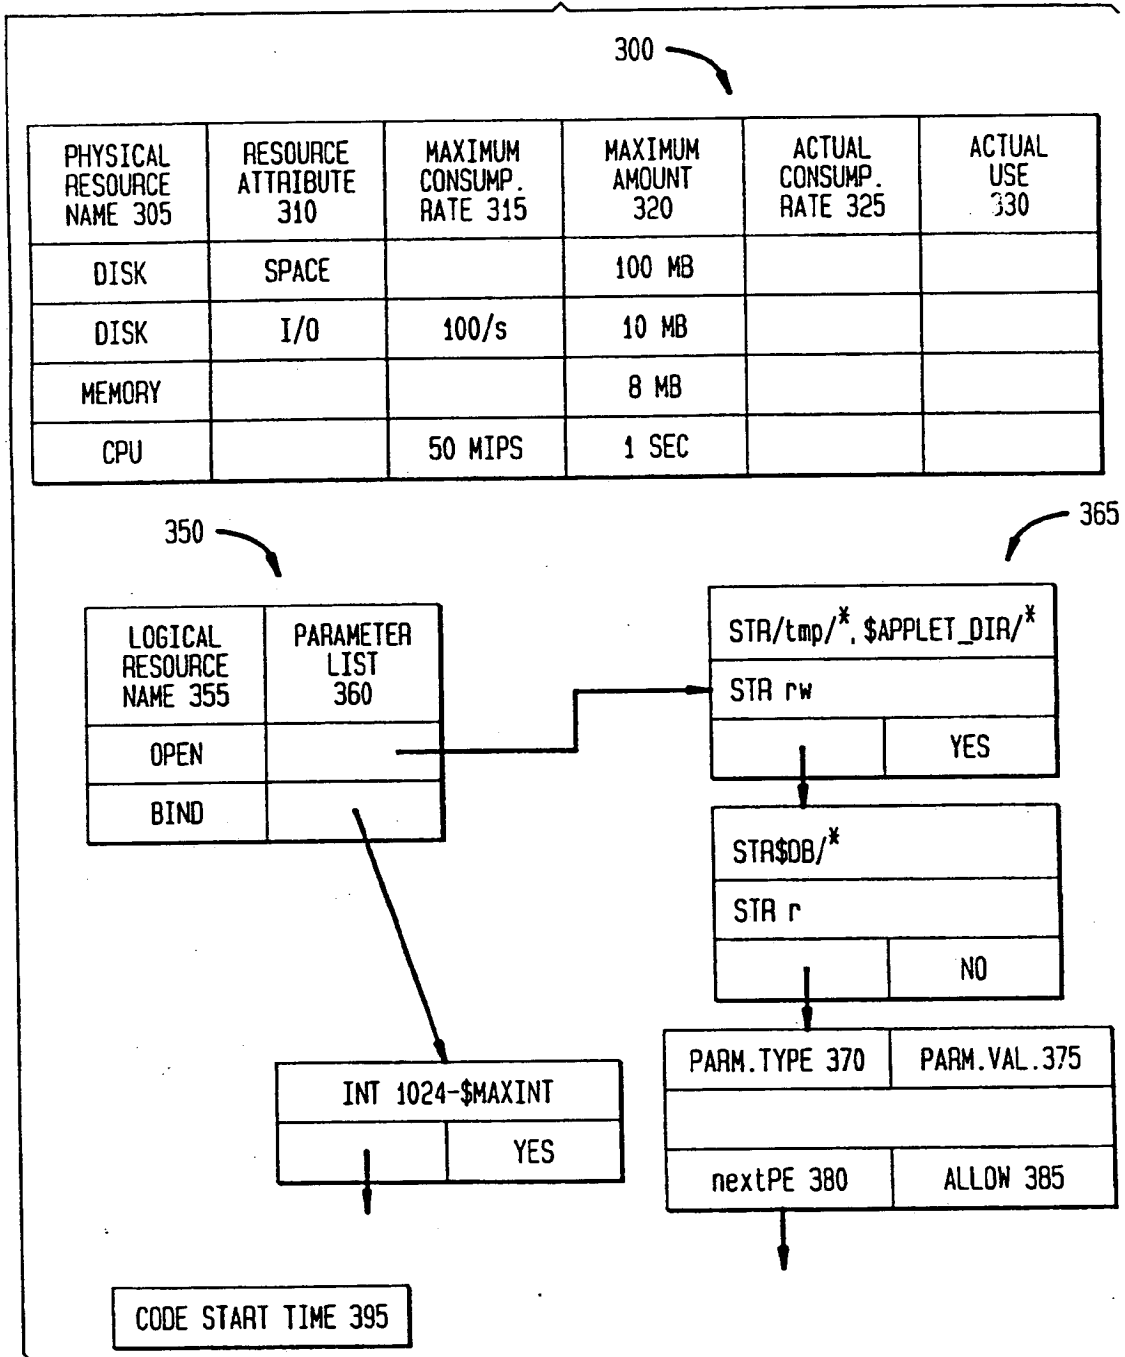 300
PHYSICAL
RESOURCE
NAME 305
RESOURCE
ATTRIBUTE
310
MAXIMUM
CONSUMP.
RATE 315
MAXIMUM
AMOUNT
320
ACTUAL
CONSUMP.
RATE 325
ACTUAL
USE
330
DISK SPACE 100 MB
DISK I/O 100/s 10 MB
MEMORY 8 MB
CPU 50 MIPS 1 SEC
350
365
LOGICAL
RESOURCE
NAME 355
PARAMETER
LIST
360
OPEN
BIND
STR/tmp/*, $APPLET_DIR/*
STR rw
YES
STR$DB/*
STR r
NO
PARM.TYPE 370 PARM.VAL.375
nextPE 380 ALLOW 385
INT 1024-$MAXINT
YES
CODE START TIME 395